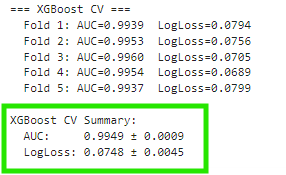 === XGBoost CV ===
Fold 1: AUC=0.9939 LogLoss=0.0794
Fold 2: AUC=0.9953 LogLoss=0.0756
Fold 3: AUC=0.9960 LogLoss=0.0705
Fold 4: AUC=0.9954 LogLoss=0.0689
Fold 5: AUC=0.9937 LogLoss=0.0799
XGBoost CV Summary:
AUC: 0.9949 ± 0.0009
LogLoss: 0.0748 ± 0.0045